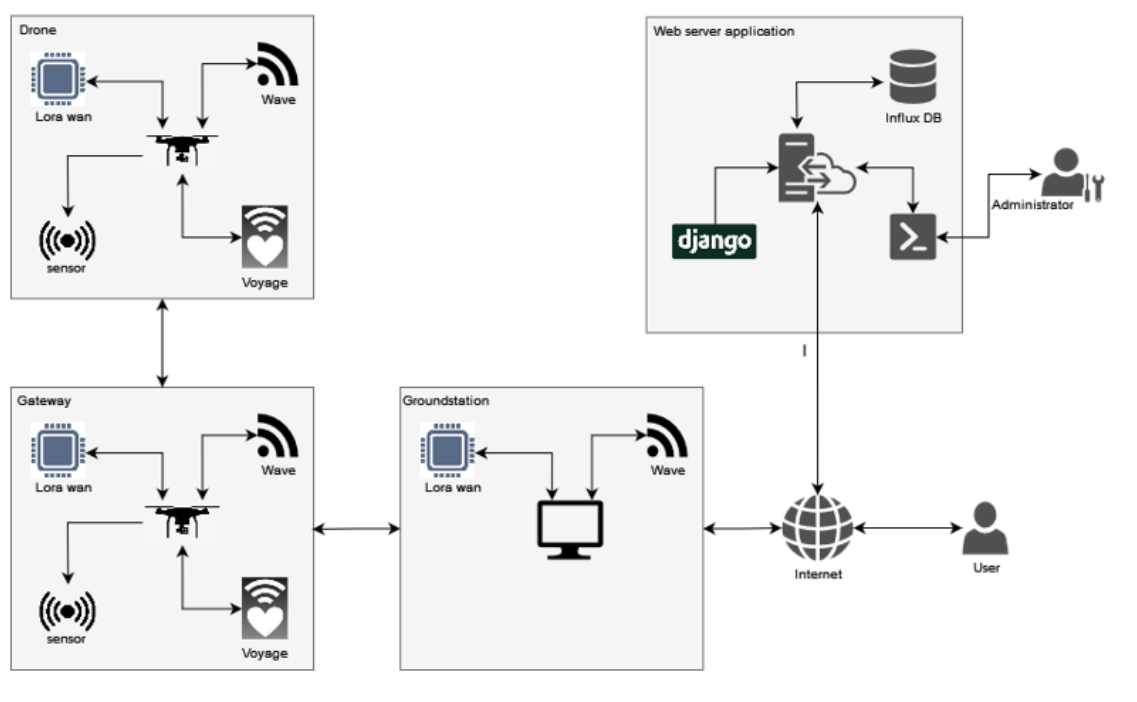 Drone
Lora wan
Wave
sensor
Voyage
Web server application
Influx DB
django
Administrator
I
Gateway
Lora wan
Wave
sensor
Voyage
Groundstation
Lora wan
Wave
Internet
User